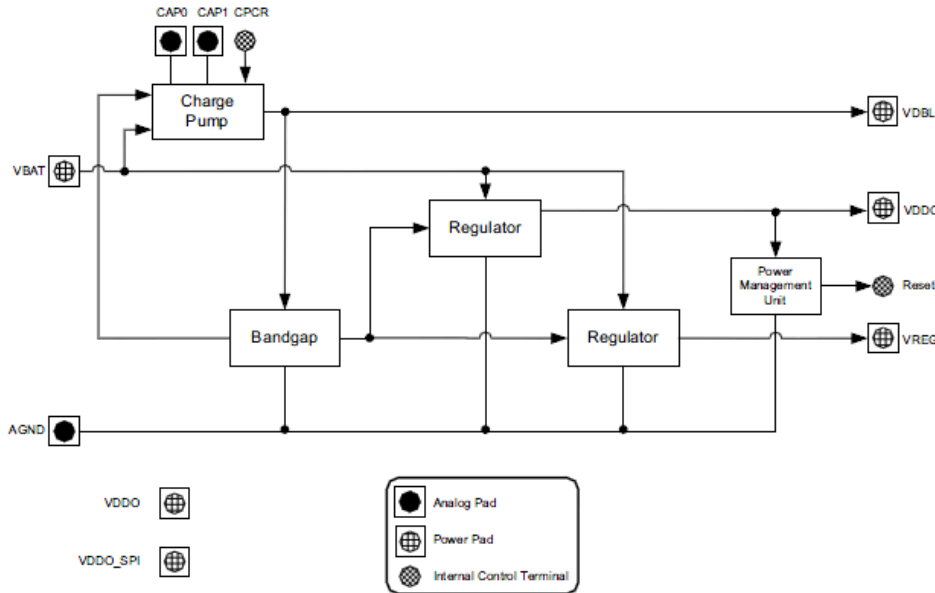 CAP0 CAP1 CPCR
Charge
Pump
VDBL
VBAT
VDDC
Regulator
Power
Management
Unit
Reset
Bandgap
Regulator
VREG
AGND
VDDO
VDDO_SPI
Analog Pad
Power Pad
Internal Control Terminal